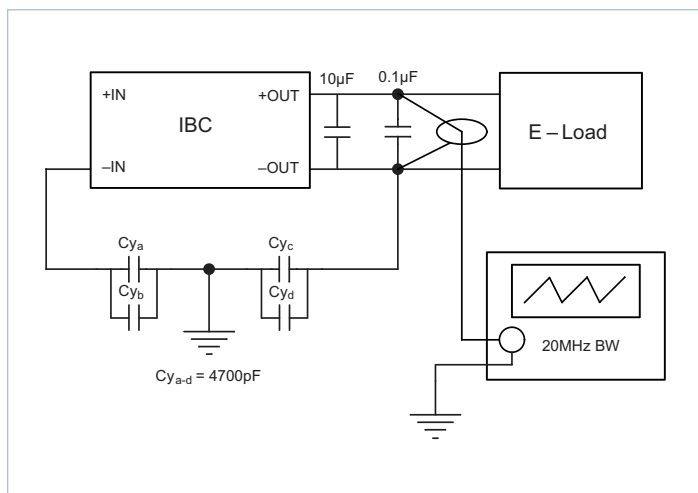 10µF
0.1µF
+IN
+OUT
IBC
E – Load
–IN
–OUT
Cya
Cyc
Cyb
Cyd
20MHz BW
Cya-d = 4700pF